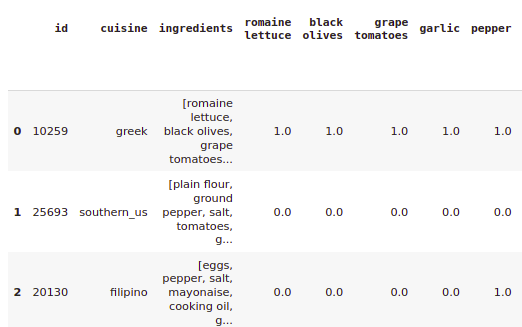 id cuisine ingredients romaine lettuce black olives grape tomatoes garlic pepper
0 10259 greek [romaine lettuce, black olives, grape tomatoes... 1.0 1.0 1.0 1.0 1.0
1 25693 southern_us [plain flour, ground pepper, salt, tomatoes, g... 0.0 0.0 0.0 0.0 0.0
2 20130 filipino [eggs, pepper, salt, mayonaise, cooking oil, g... 0.0 0.0 0.0 0.0 1.0